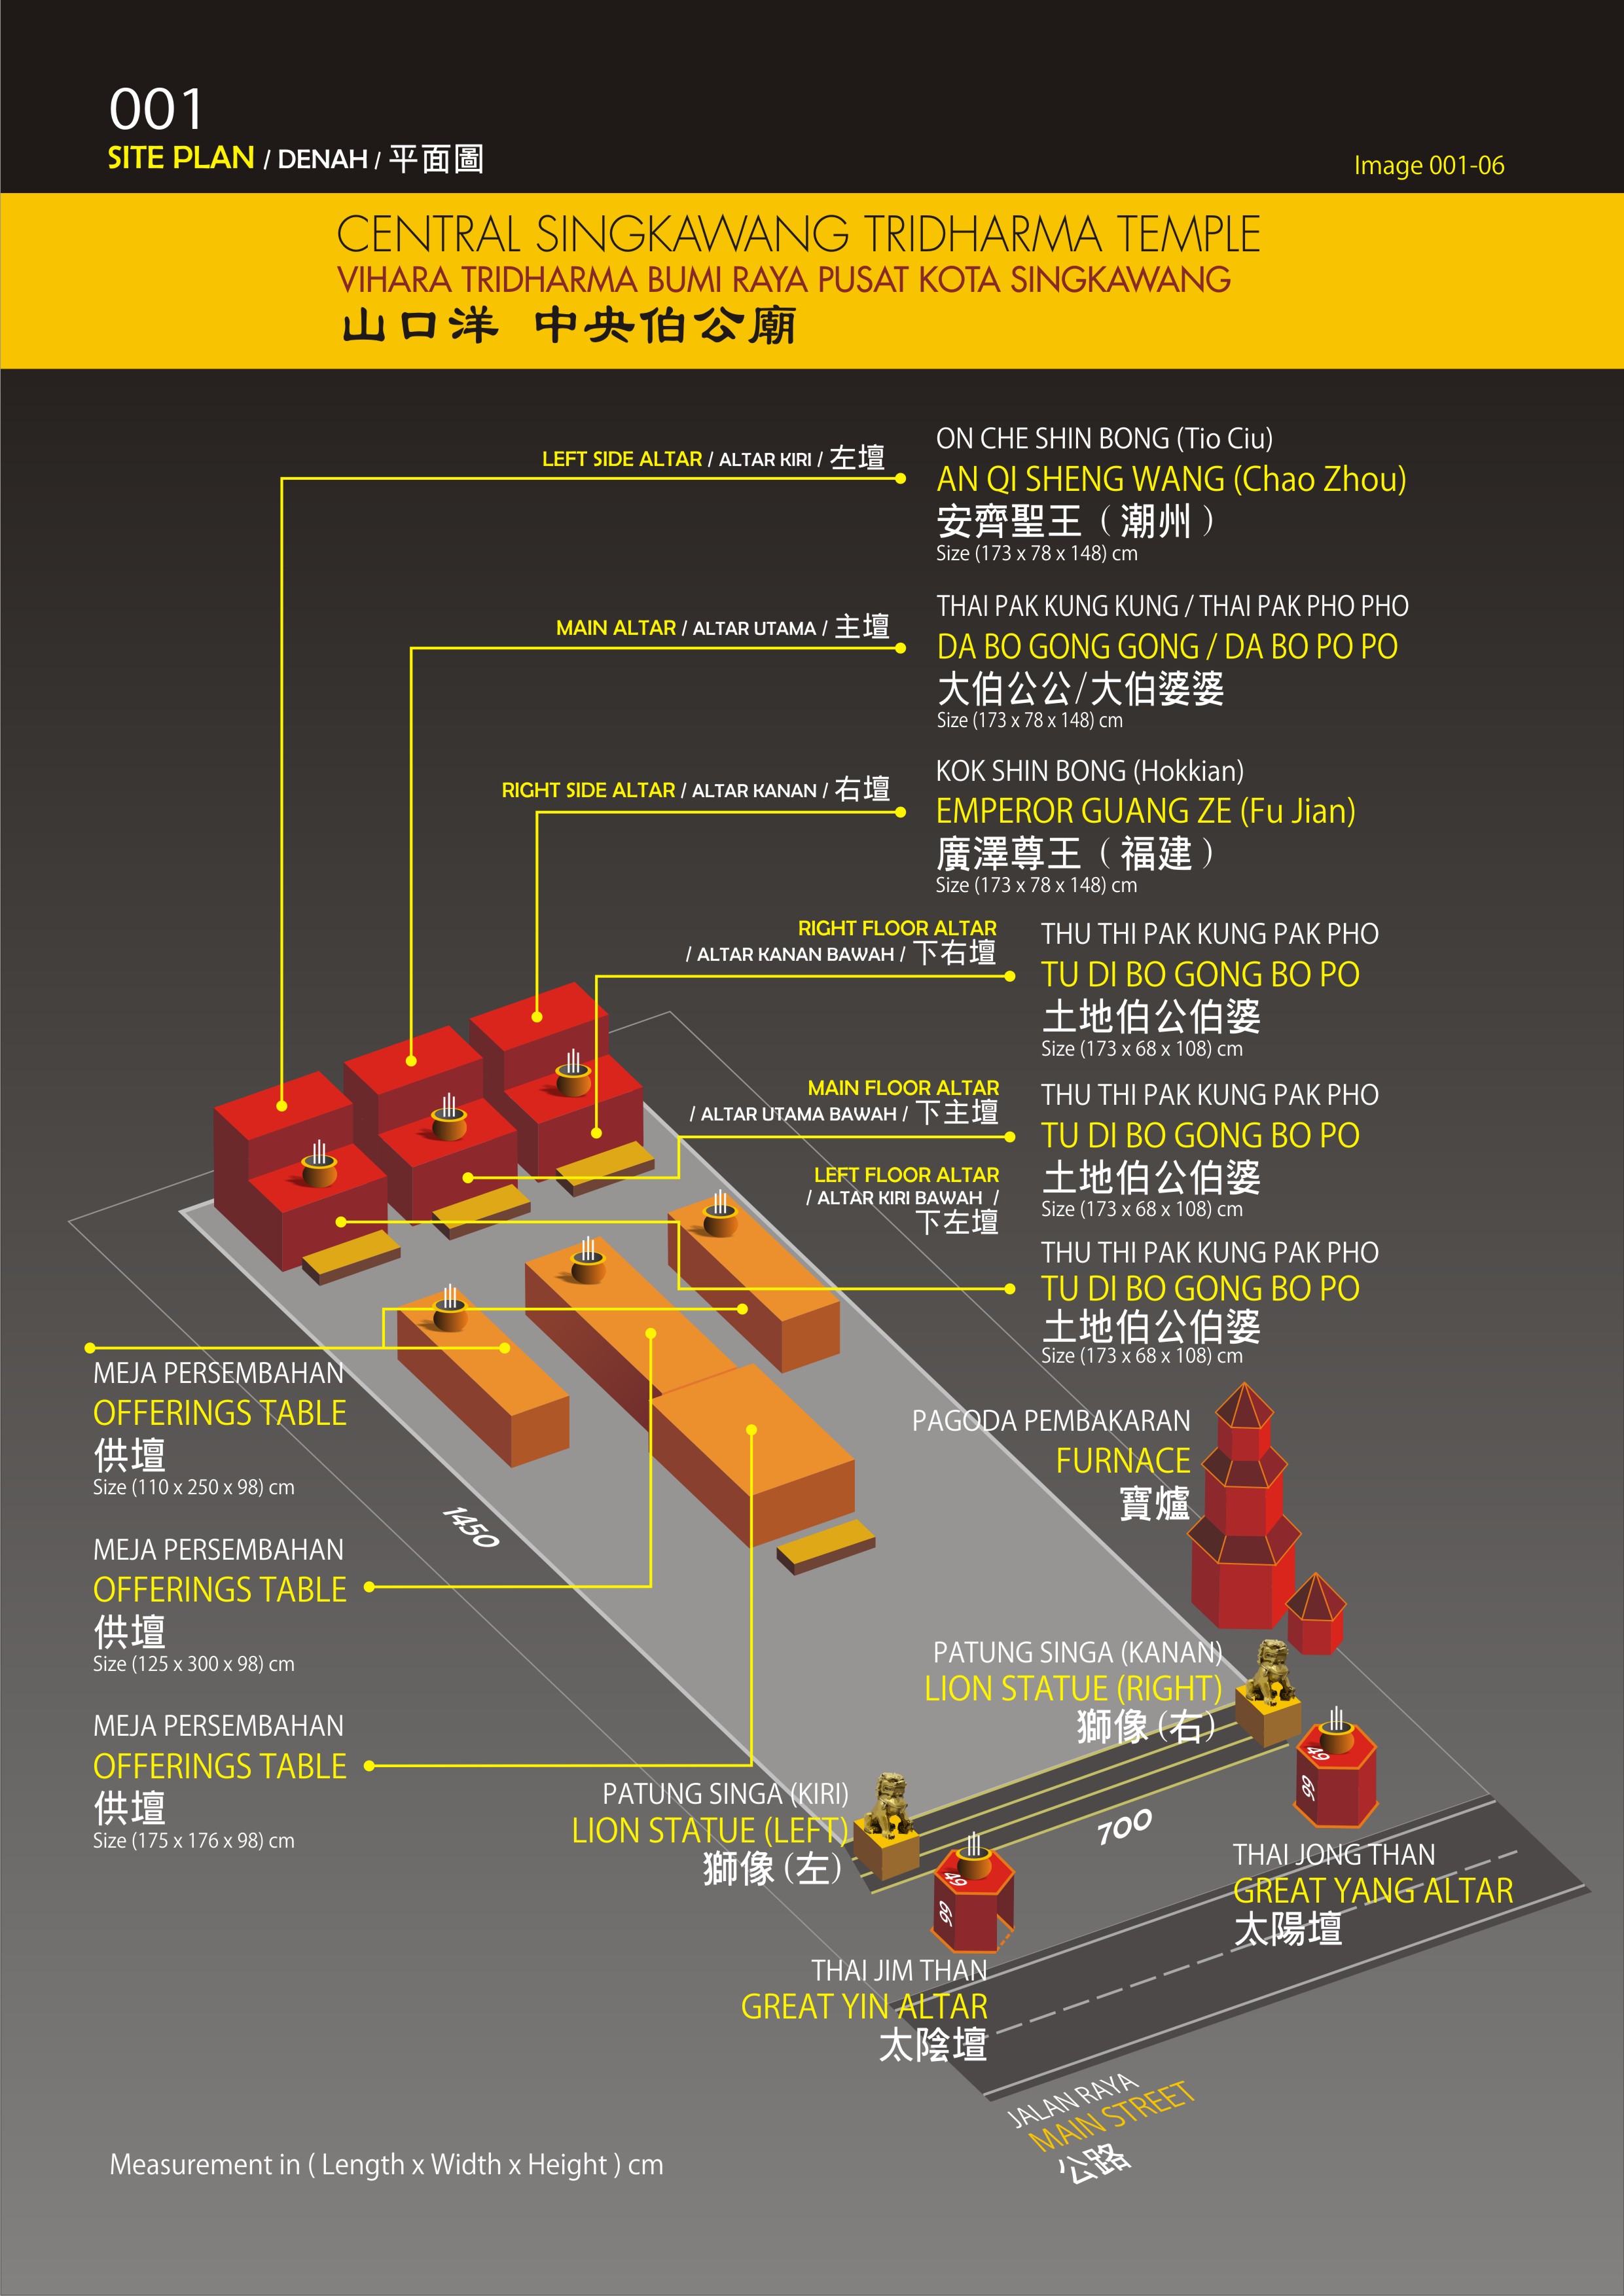 001
SITE PLAN / DENAH / 平面圖
Image 001-06
CENTRAL SINGKAWANG TRIDHARMA TEMPLE
VIHARA TRIDHARMA BUMI RAYA PUSAT KOTA SINGKAWANG
山口洋 中央伯公廟
LEFT SIDE ALTAR / ALTAR KIRI / 左壇
ON CHE SHIN BONG (Tio Ciu)
AN QI SHENG WANG (Chao Zhou)
安齊聖王（潮州）
Size (173 x 78 x 148) cm
MAIN ALTAR / ALTAR UTAMA / 主壇
THAI PAK KUNG KUNG / THAI PAK PHO PHO
DA BO GONG GONG / DA BO PO PO
大伯公公/大伯婆婆
Size (173 x 78 x 148) cm
RIGHT SIDE ALTAR / ALTAR KANAN / 右壇
KOK SHIN BONG (Hokkian)
EMPEROR GUANG ZE (Fu Jian)
廣澤尊王（福建）
Size (173 x 78 x 148) cm
RIGHT FLOOR ALTAR
/ ALTAR KANAN BAWAH / 下右壇
THU THI PAK KUNG PAK PHO
TU DI BO GONG BO PO
土地伯公伯婆
Size (173 x 68 x 108) cm
MAIN FLOOR ALTAR
/ ALTAR UTAMA BAWAH / 下主壇
THU THI PAK KUNG PAK PHO
TU DI BO GONG BO PO
土地伯公伯婆
Size (173 x 68 x 108) cm
LEFT FLOOR ALTAR
/ ALTAR KIRI BAWAH /
下左壇
THU THI PAK KUNG PAK PHO
TU DI BO GONG BO PO
土地伯公伯婆
Size (173 x 68 x 108) cm
MEJA PERSEMBAHAN
OFFERINGS TABLE
供壇
Size (110 x 250 x 98) cm
MEJA PERSEMBAHAN
OFFERINGS TABLE
供壇
Size (125 x 300 x 98) cm
MEJA PERSEMBAHAN
OFFERINGS TABLE
供壇
Size (175 x 176 x 98) cm
1450
PAGODA PEMBAKARAN
FURNACE
寶爐
PATUNG SINGA (KANAN)
LION STATUE (RIGHT)
獅像 (右)
PATUNG SINGA (KIRI)
LION STATUE (LEFT)
獅像 (左)
700
49
99
49
99
THAI JONG THAN
GREAT YANG ALTAR
太陽壇
THAI JIM THAN
GREAT YIN ALTAR
太陰壇
JALAN RAYA
MAIN STREET
公路
Measurement in ( Length x Width x Height ) cm